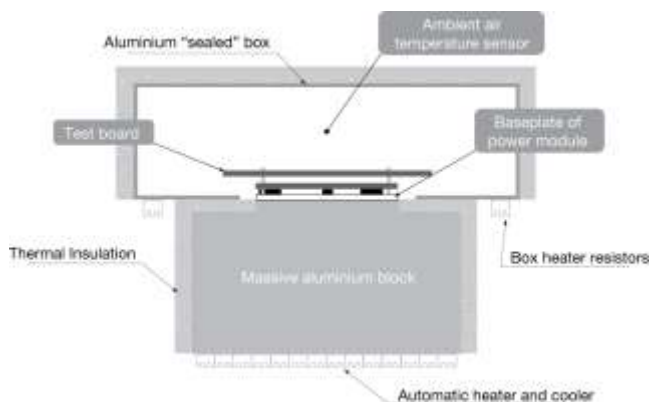 Ambient air
temperature sensor
Aluminium "sealed" box
Test board
Baseplate of
power module
Thermal Insulation
Massive aluminium block
Box heater resistors
Automatic heater and cooler